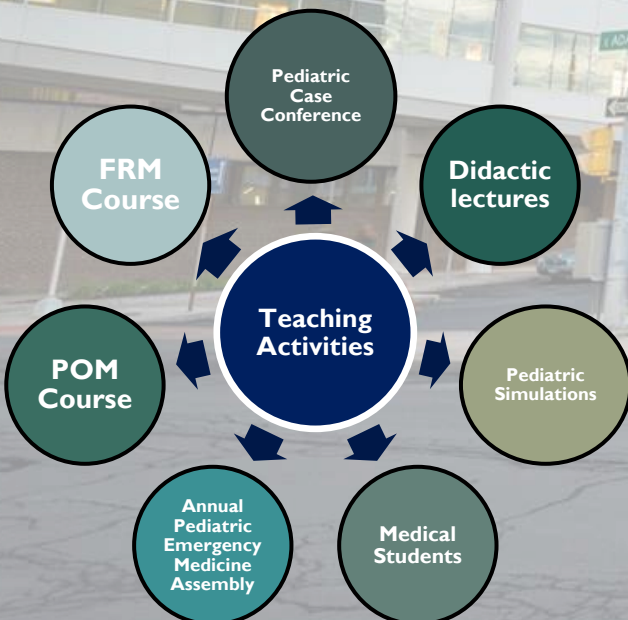 Pediatric
Case
Conference
Didactic
lectures
Pediatric
Simulations
Medical
Students
Annual
Pediatric
Emergency
Medicine
Assembly
POM
Course
FRM
Course
Teaching
Activities